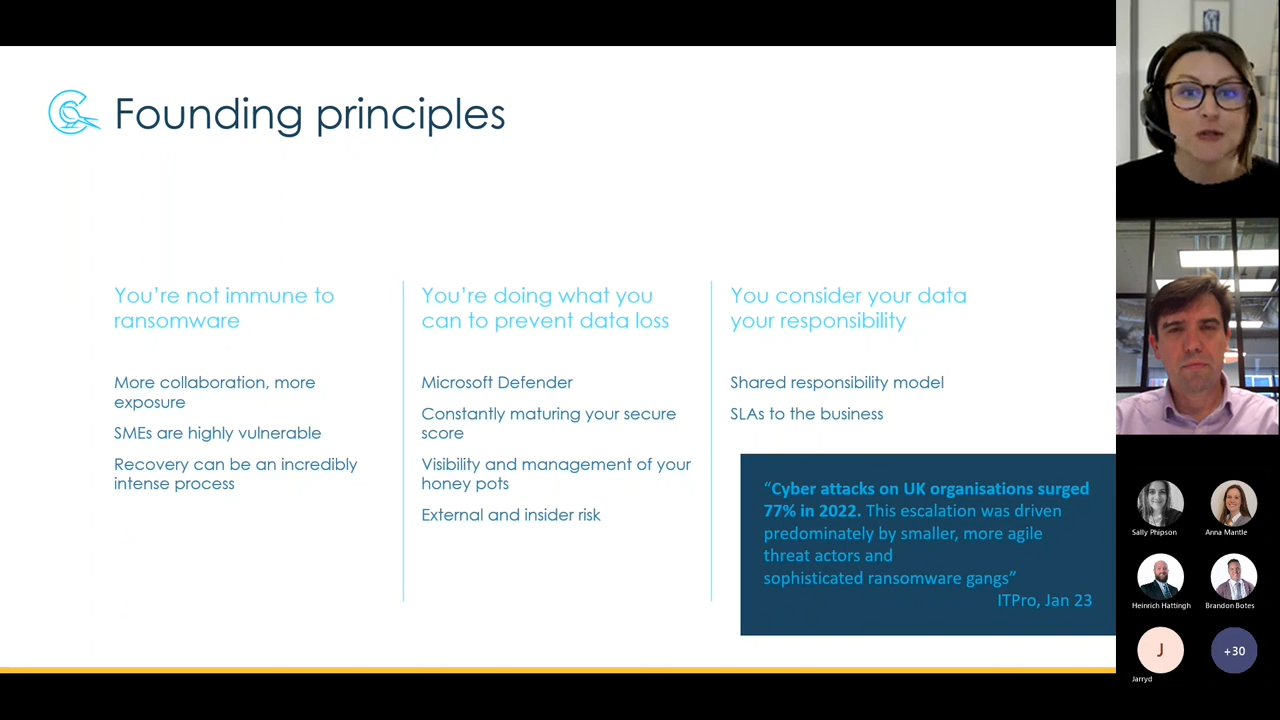 Founding principles
You're not immune to
ransomware
More collaboration, more
exposure
SMEs are highly vulnerable
Recovery can be an incredibly
intense process
You're doing what you
can to prevent data loss
Microsoft Defender
Constantly maturing your secure
score
Visibility and management of your
honey pots
External and insider risk
You consider your data
your responsibility
Shared responsibility model
SLAs to the business
“Cyber attacks on UK organisations surged
77% in 2022. This escalation was driven
predominately by smaller, more agile
threat actors and
sophisticated ransomware gangs”
ITPro, Jan 23
Sally Phipson
Anna Mantle
Heinrich Hattingh
Brandon Botes
J
+30
Jarryd